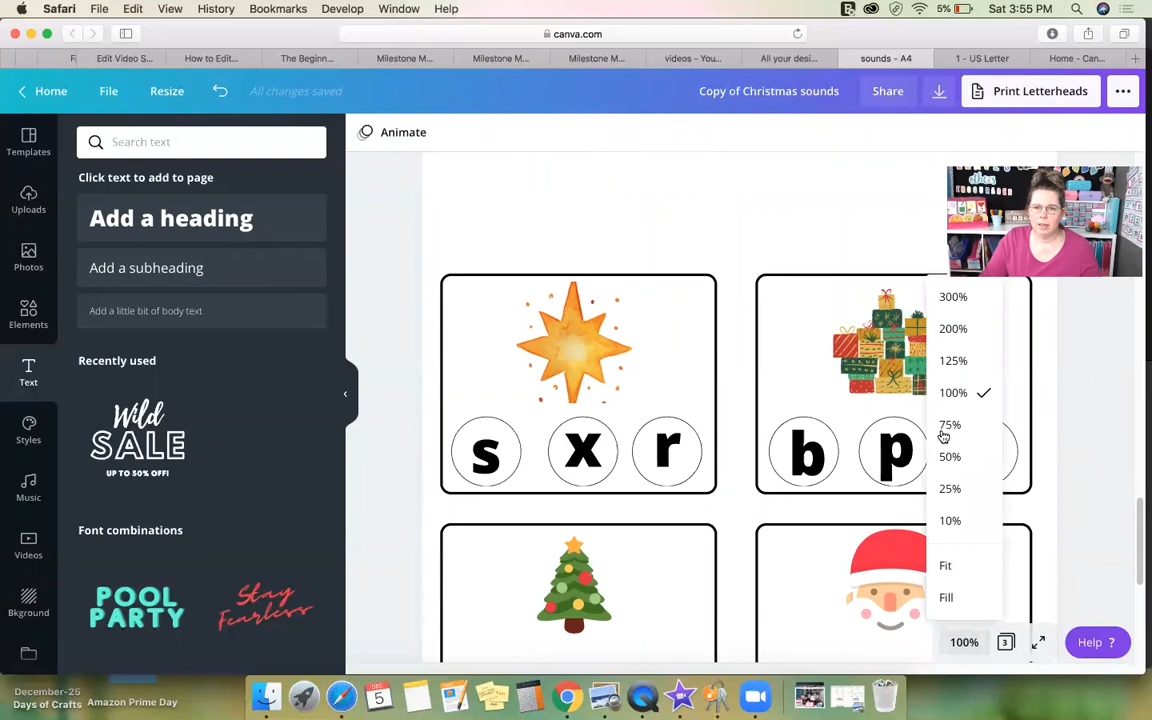 Safari File Edit View History Bookmarks Develop Window Help 5% Sat 3:55 PM
canva.com
Edit Video S... How to Edit... The Beginn... Milestone M... Milestone M... Milestone M... videos - You... All your desi... sounds - A4 1 - US Letter Home - Can...
Home File Resize All changes saved Copy of Christmas sounds Share Print Letterheads
Templates
Uploads
Photos
Elements
Text
Styles
Music
Videos
Bkground
Search text
Click text to add to page
Add a heading
Add a subheading
Add a little bit of body text
Recently used
Wild
SALE
UP TO 50% OFF!
Font combinations
POOL
PARTY
Stay
Fearless
Animate
others
s x r
b p
300%
200%
125%
100%
75%
50%
25%
10%
Fit
Fill
100% 3 Help ?
December-25
Days of Crafts Amazon Prime Day
DEC
5